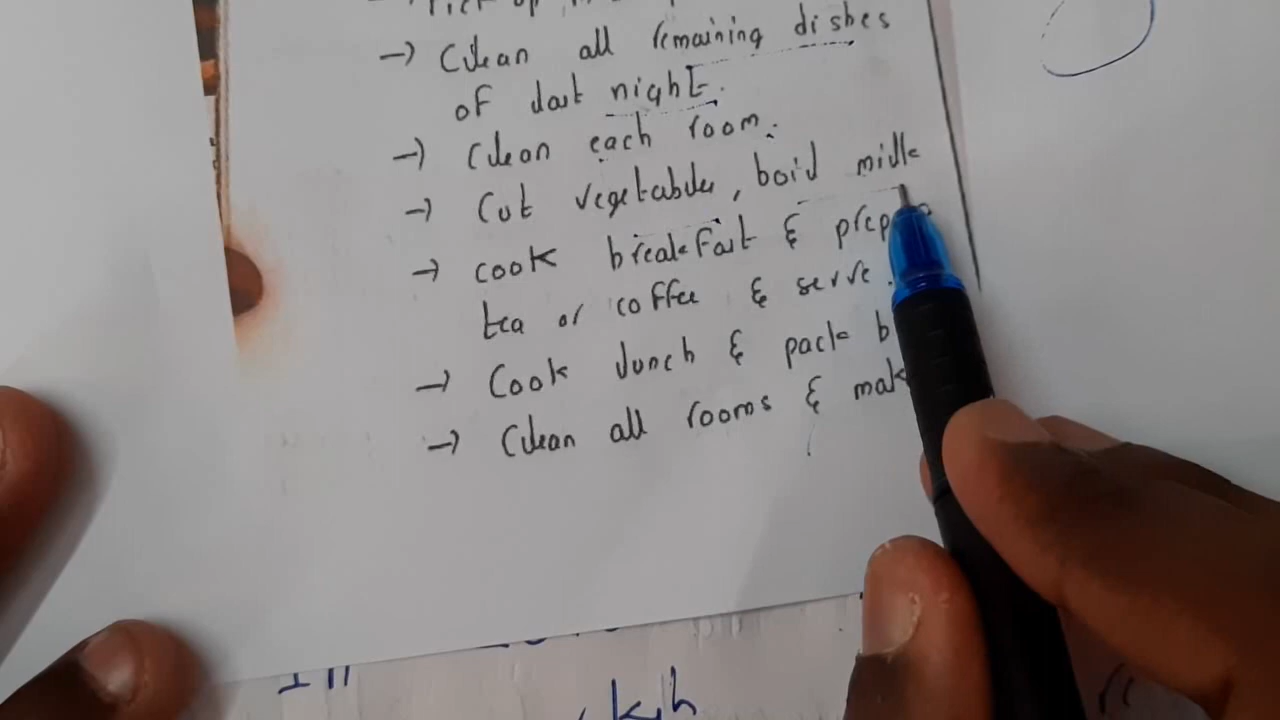 → Clean all remaining dishes
of last night.
→ Clean each room.
→ Cut vegetables, boil milk
→ cook breakfast & prep
tea or coffee & serve.
→ Cook lunch & pack b
→ Clean all rooms & mak